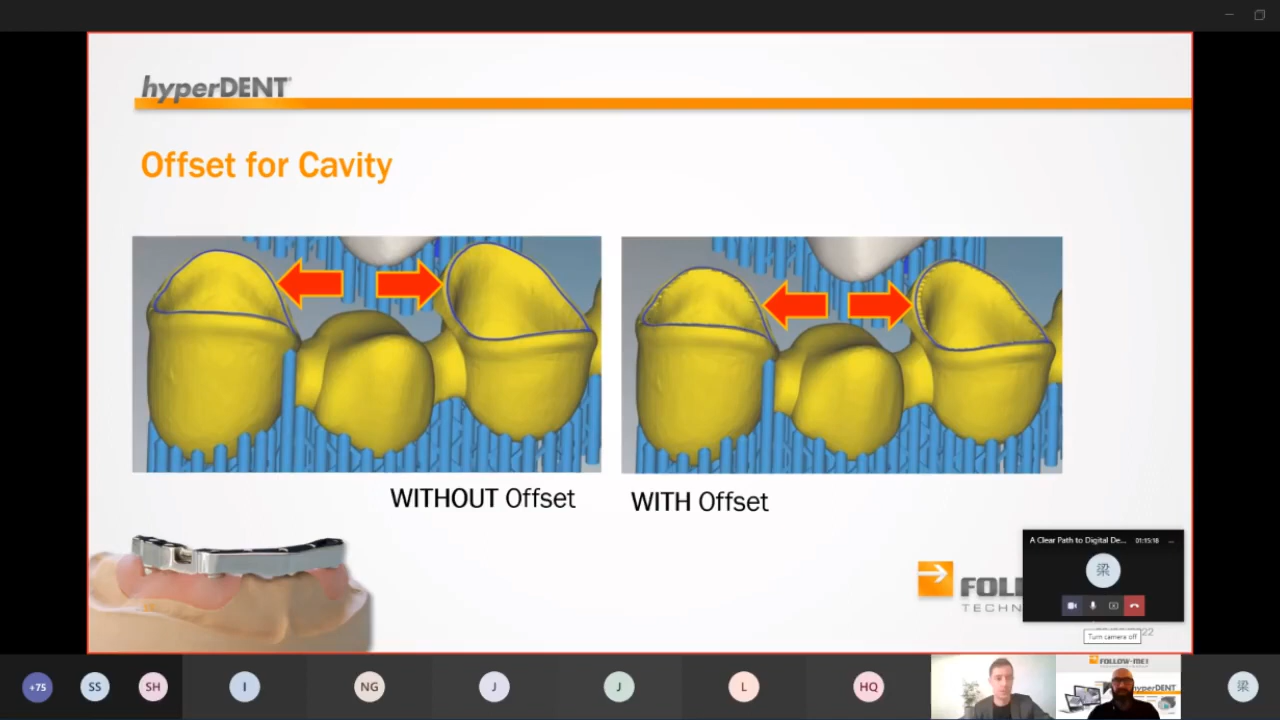 hyperDENT
Offset for Cavity
WITHOUT Offset
WITH Offset
A Clear Path to Digital De...
01:15:18
...
梁
FOLL
TECHN
22
Turn camera off
+75
SS
SH
I
NG
J
J
L
HQ
FOLLOW-ME!
hyperDENT
梁